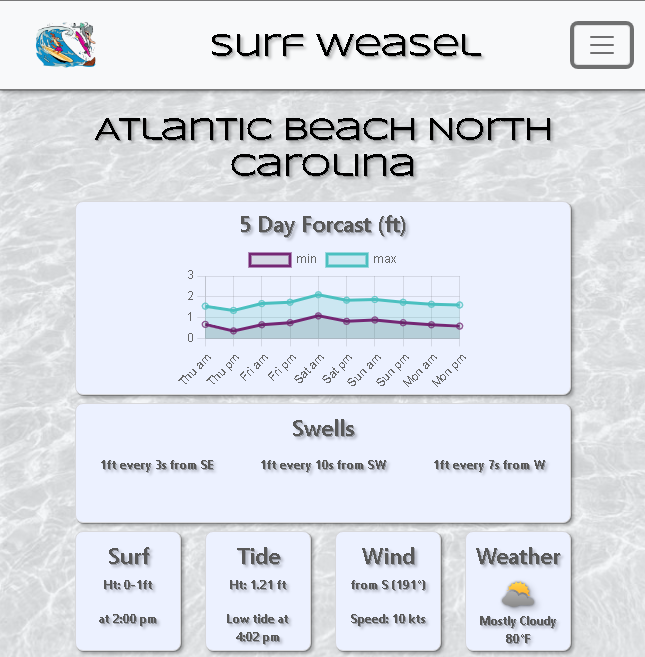 Surf Weasel
Atlantic Beach North
Carolina
5 Day Forcast (ft)
min max
3
2
1
0
Thu am Thu pm Fri am Fri pm Sat am Sat pm Sun am Sun pm Mon am Mon pm
Swells
1ft every 3s from SE 1ft every 10s from SW 1ft every 7s from W
Surf Tide Wind Weather
Ht: 0-1ft Ht: 1.21 ft from S (191°)
at 2:00 pm Low tide at Speed: 10 kts Mostly Cloudy
4:02 pm 80°F